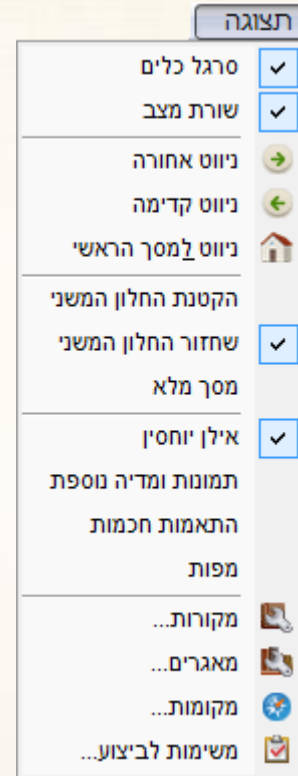 תצוגה
סרגל כלים
שורת מצב
ניווט אחורה
ניווט קדימה
ניווט למסך הראשי
הקטנת החלון המשני
שחזור החלון המשני
מסך מלא
אילן יוחסין
תמונות ומדיה נוספת
התאמות חכמות
מפות
מקורות...
מאגרים...
מקומות...
משימות לביצוע...